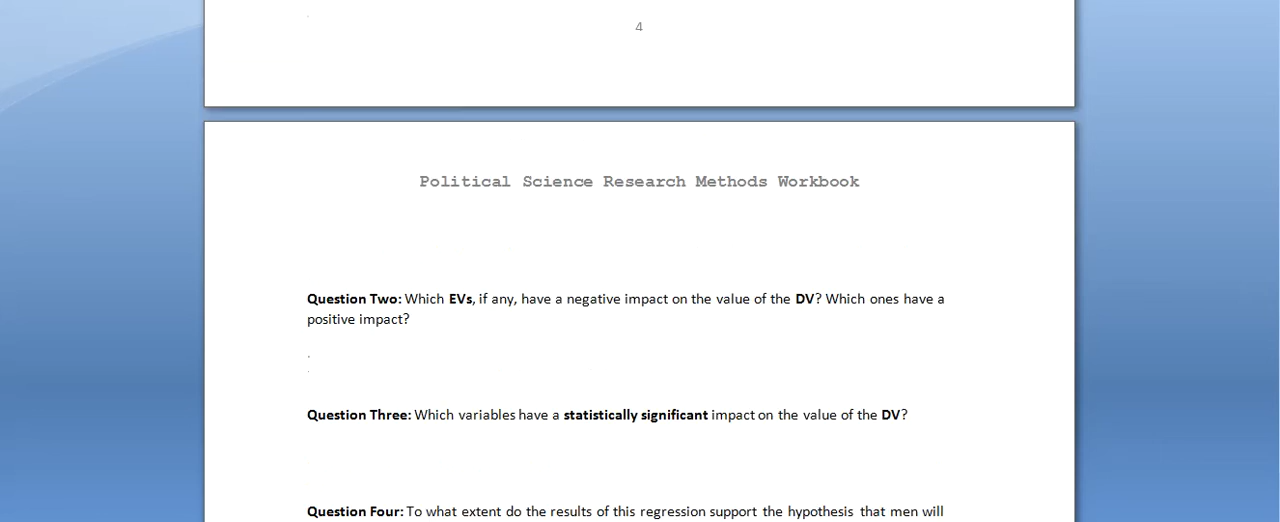 4
Political Science Research Methods Workbook
Question Two: Which EVs, if any, have a negative impact on the value of the DV? Which ones have a
positive impact?
Question Three: Which variables have a statistically significant impact on the value of the DV?
Question Four: To what extent do the results of this regression support the hypothesis that men will